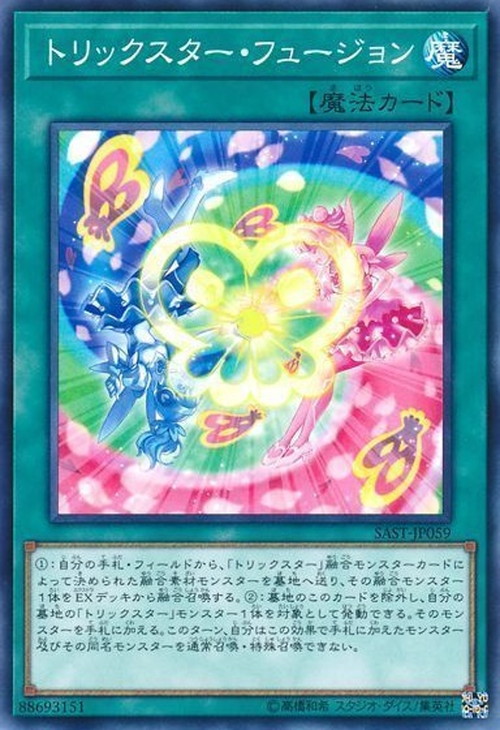 トリックスター・フュージョン
魔
【魔法カード】
SAST-JP059
①：自分の手札・フィールドから、「トリックスター」融合モンスターカードに
よって決められた融合素材モンスターを墓地へ送り、その融合モンスター
1体をEXデッキから融合召喚する。②：墓地のこのカードを除外し、自分の
墓地の「トリックスター」モンスター1体を対象として発動できる。そのモン
スターを手札に加える。このターン、自分はこの効果で手札に加えたモンスター
及びその同名モンスターを通常召喚・特殊召喚できない。
88693151
©高橋和希 スタジオ・ダイス/集英社